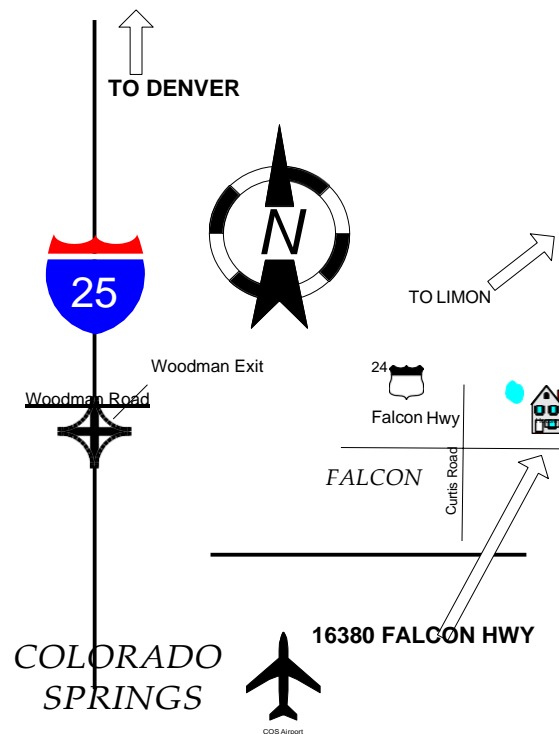 TO DENVER
N
25
TO LIMON
Woodman Exit
24
Woodman Road
Falcon Hwy
FALCON
Curtis Road
16380 FALCON HWY
COLORADO
SPRINGS
COS Airport